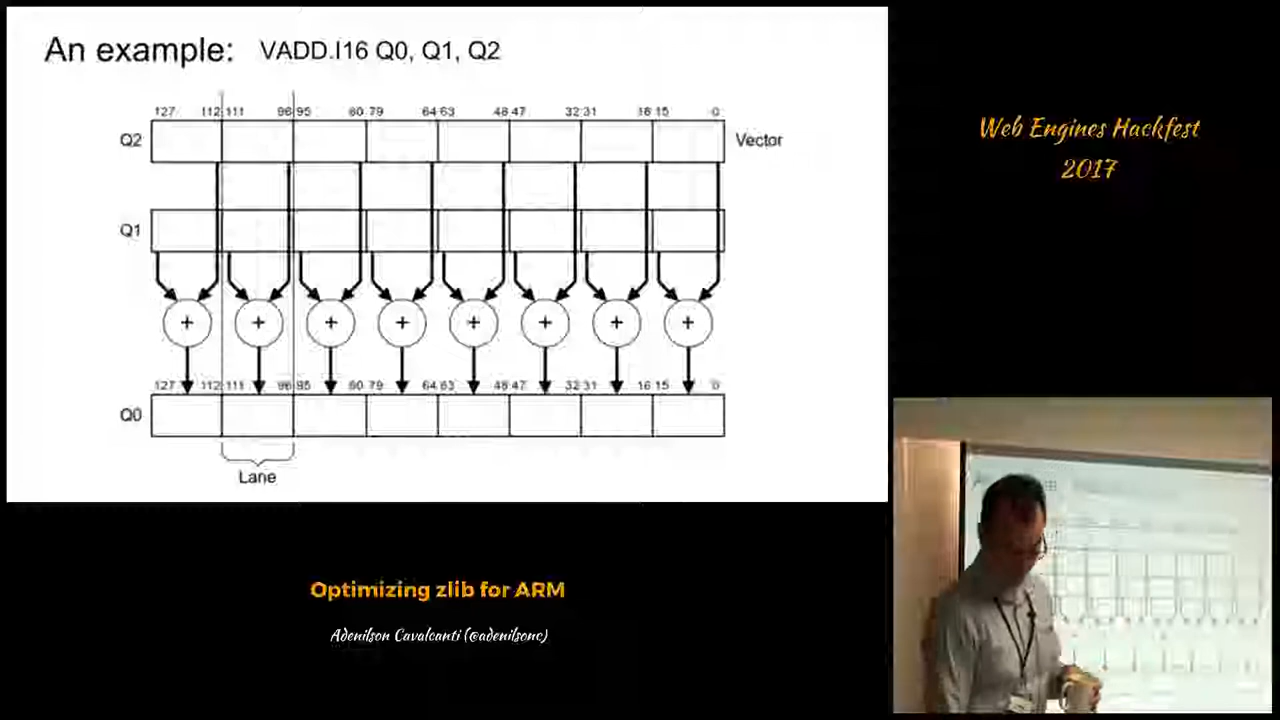 An example: VADD.I16 Q0, Q1, Q2
127 112 111 96 95 80 79 64 63 48 47 32 31 16 15 0
Q2 Vector
Q1
+ + + + + + + +
127 112 111 96 95 80 79 64 63 48 47 32 31 16 15 0
Q0
Lane
Web Engines Hackfest
2017
Optimizing zlib for ARM
Adenilson Cavalcanti (@adenilsonc)